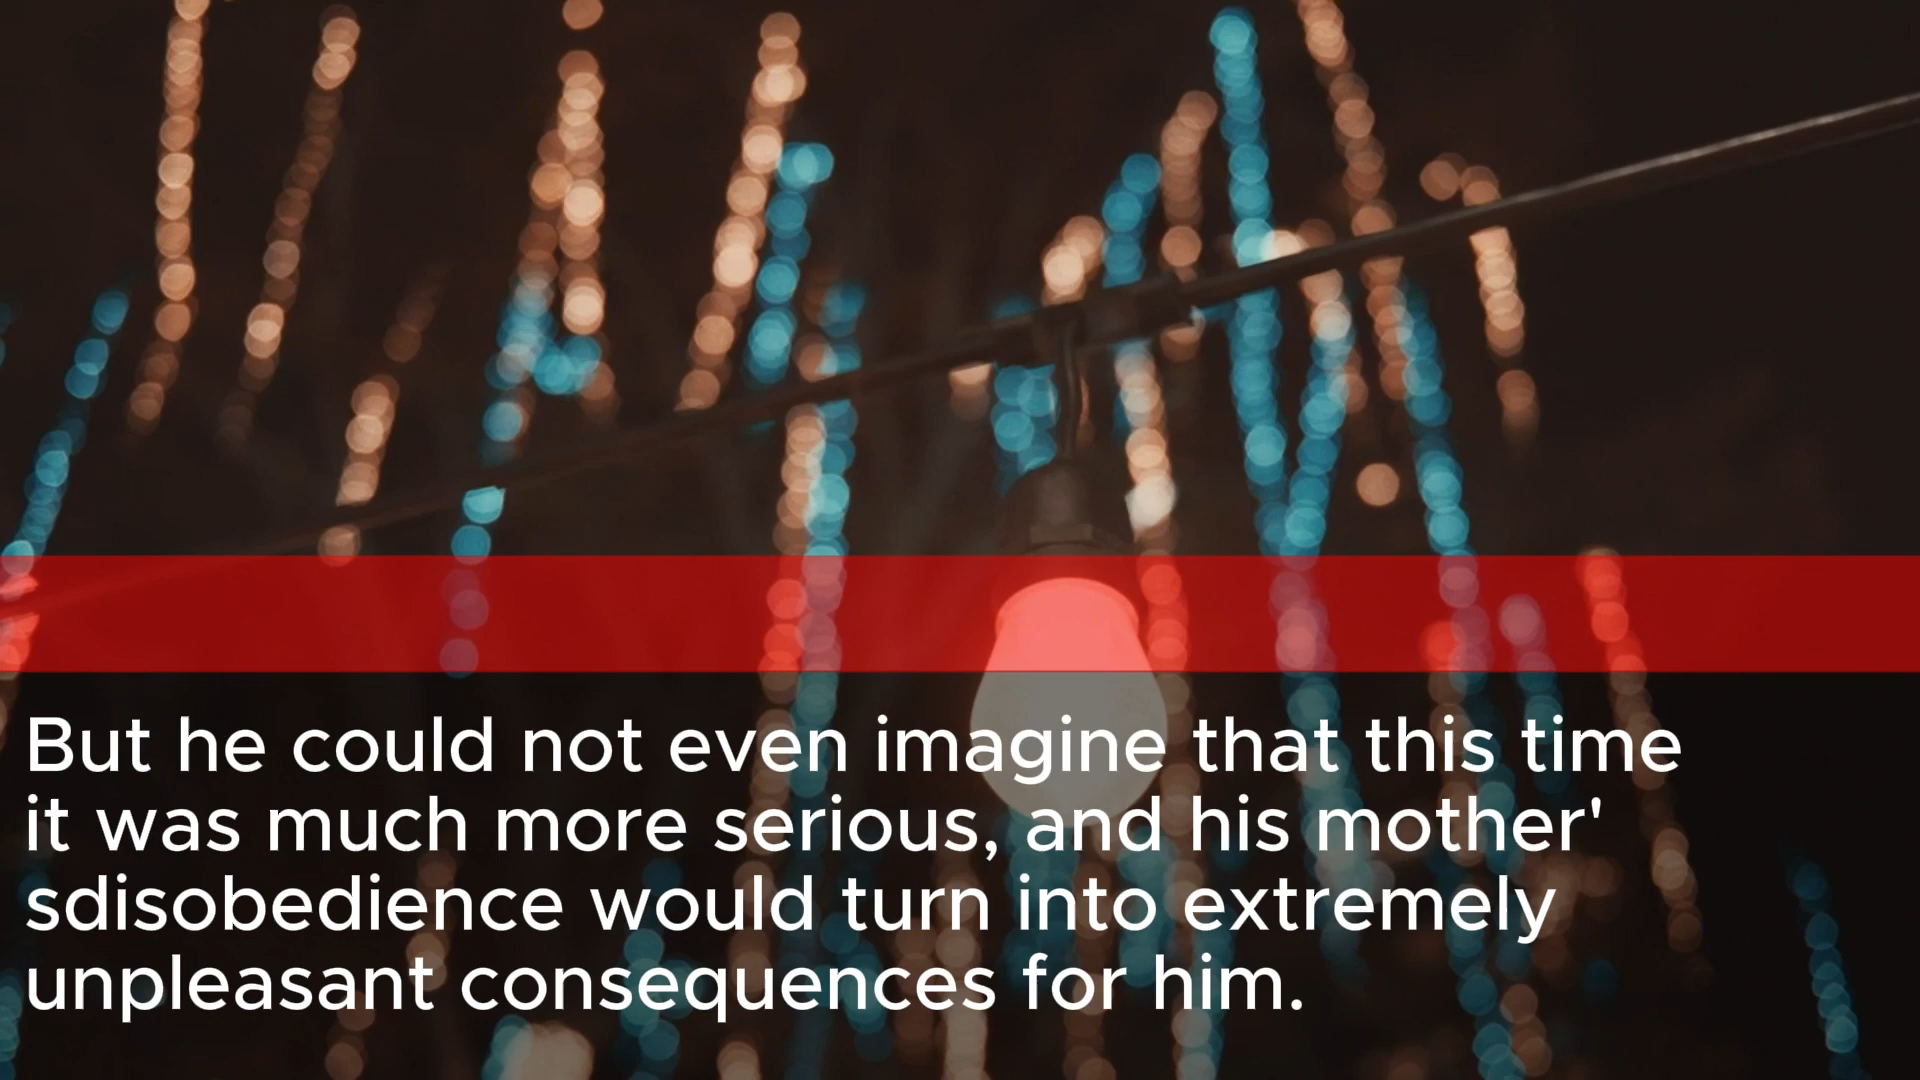 But he could not even imagine that this time
it was much more serious, and his mother'
sdisobedience would turn into extremely
unpleasant consequences for him.